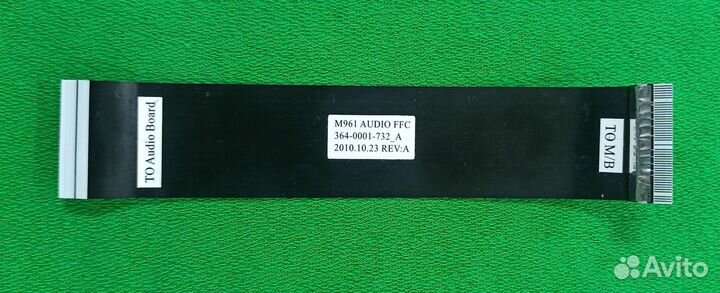 TO Audio Board
M961 AUDIO FFC
364-0001-732_A
2010.10.23 REV:A
TO M/B
Avito